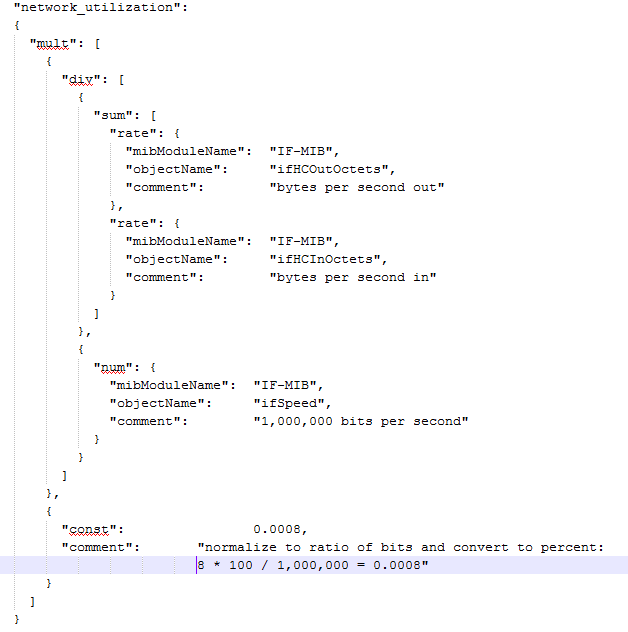 "network_utilization":
{
"mult": [
{
"div": [
{
"sum": [
"rate": {
"mibModuleName": "IF-MIB",
"objectName": "ifHCOutOctets",
"comment": "bytes per second out"
},
"rate": {
"mibModuleName": "IF-MIB",
"objectName": "ifHCInOctets",
"comment": "bytes per second in"
}
]
},
{
"num": {
"mibModuleName": "IF-MIB",
"objectName": "ifSpeed",
"comment": "1,000,000 bits per second"
}
}
]
},
{
"const": 0.0008,
"comment": "normalize to ratio of bits and convert to percent:
8 * 100 / 1,000,000 = 0.0008"
}
]
}